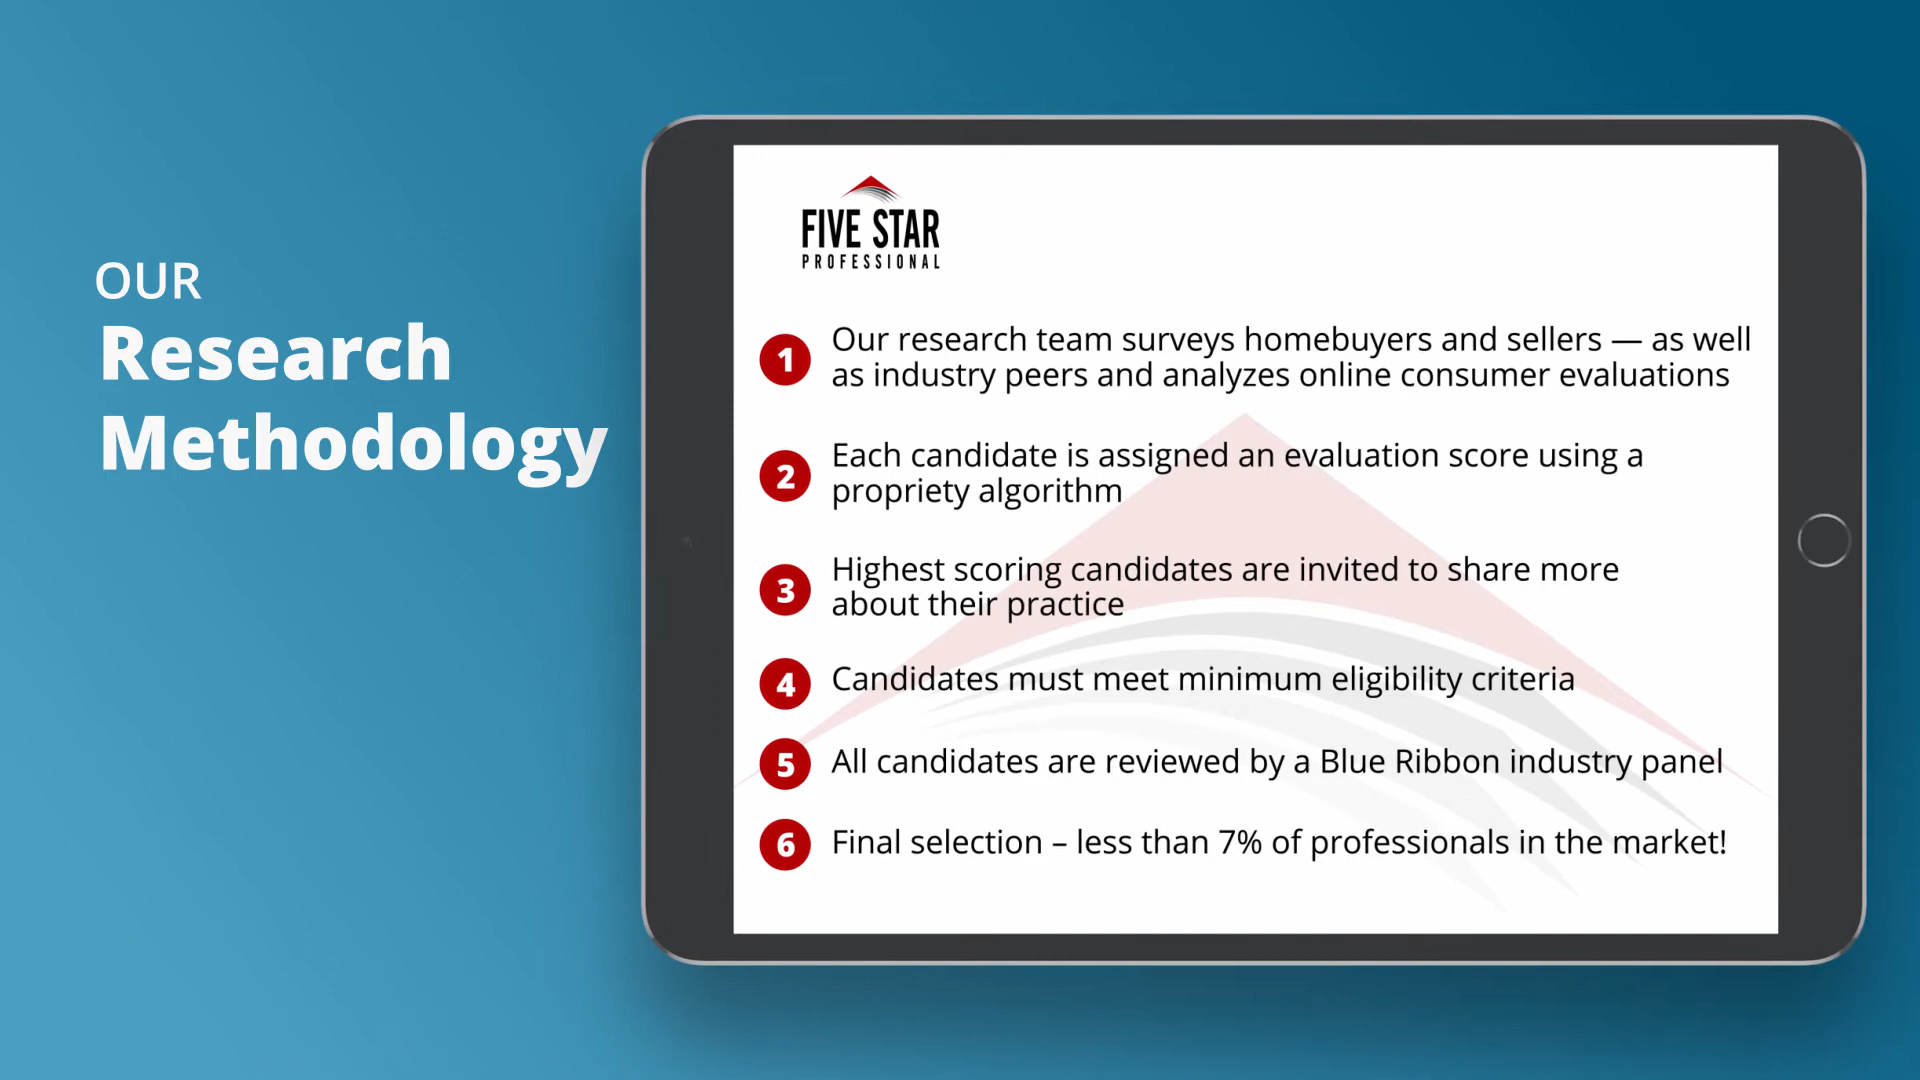 OUR
Research
Methodology
FIVE STAR
PROFESSIONAL
1 Our research team surveys homebuyers and sellers — as well
as industry peers and analyzes online consumer evaluations
2 Each candidate is assigned an evaluation score using a
propriety algorithm
3 Highest scoring candidates are invited to share more
about their practice
4 Candidates must meet minimum eligibility criteria
5 All candidates are reviewed by a Blue Ribbon industry panel
6 Final selection – less than 7% of professionals in the market!